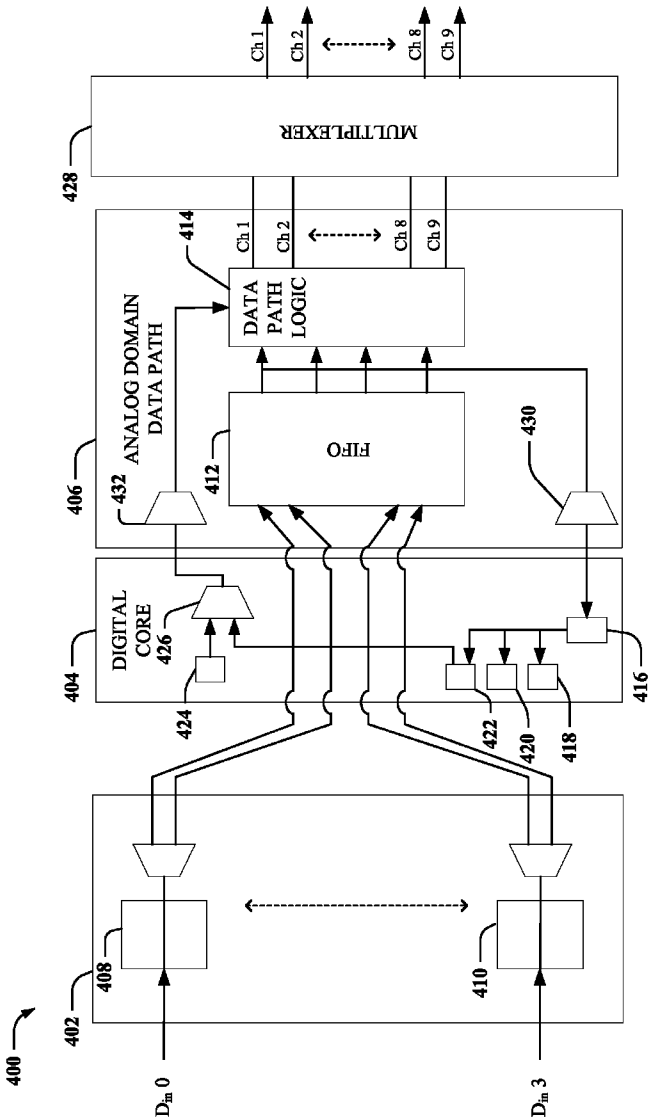 400
402
408
410
D_in 0
D_in 3
404
DIGITAL
CORE
426
424
422
420
418
416
406
ANALOG DOMAIN
DATA PATH
432
412
FIFO
414
DATA
PATH
LOGIC
430
Ch 1
Ch 2
Ch 8
Ch 9
428
MULTIPLEXER
Ch 1
Ch 2
Ch 8
Ch 9